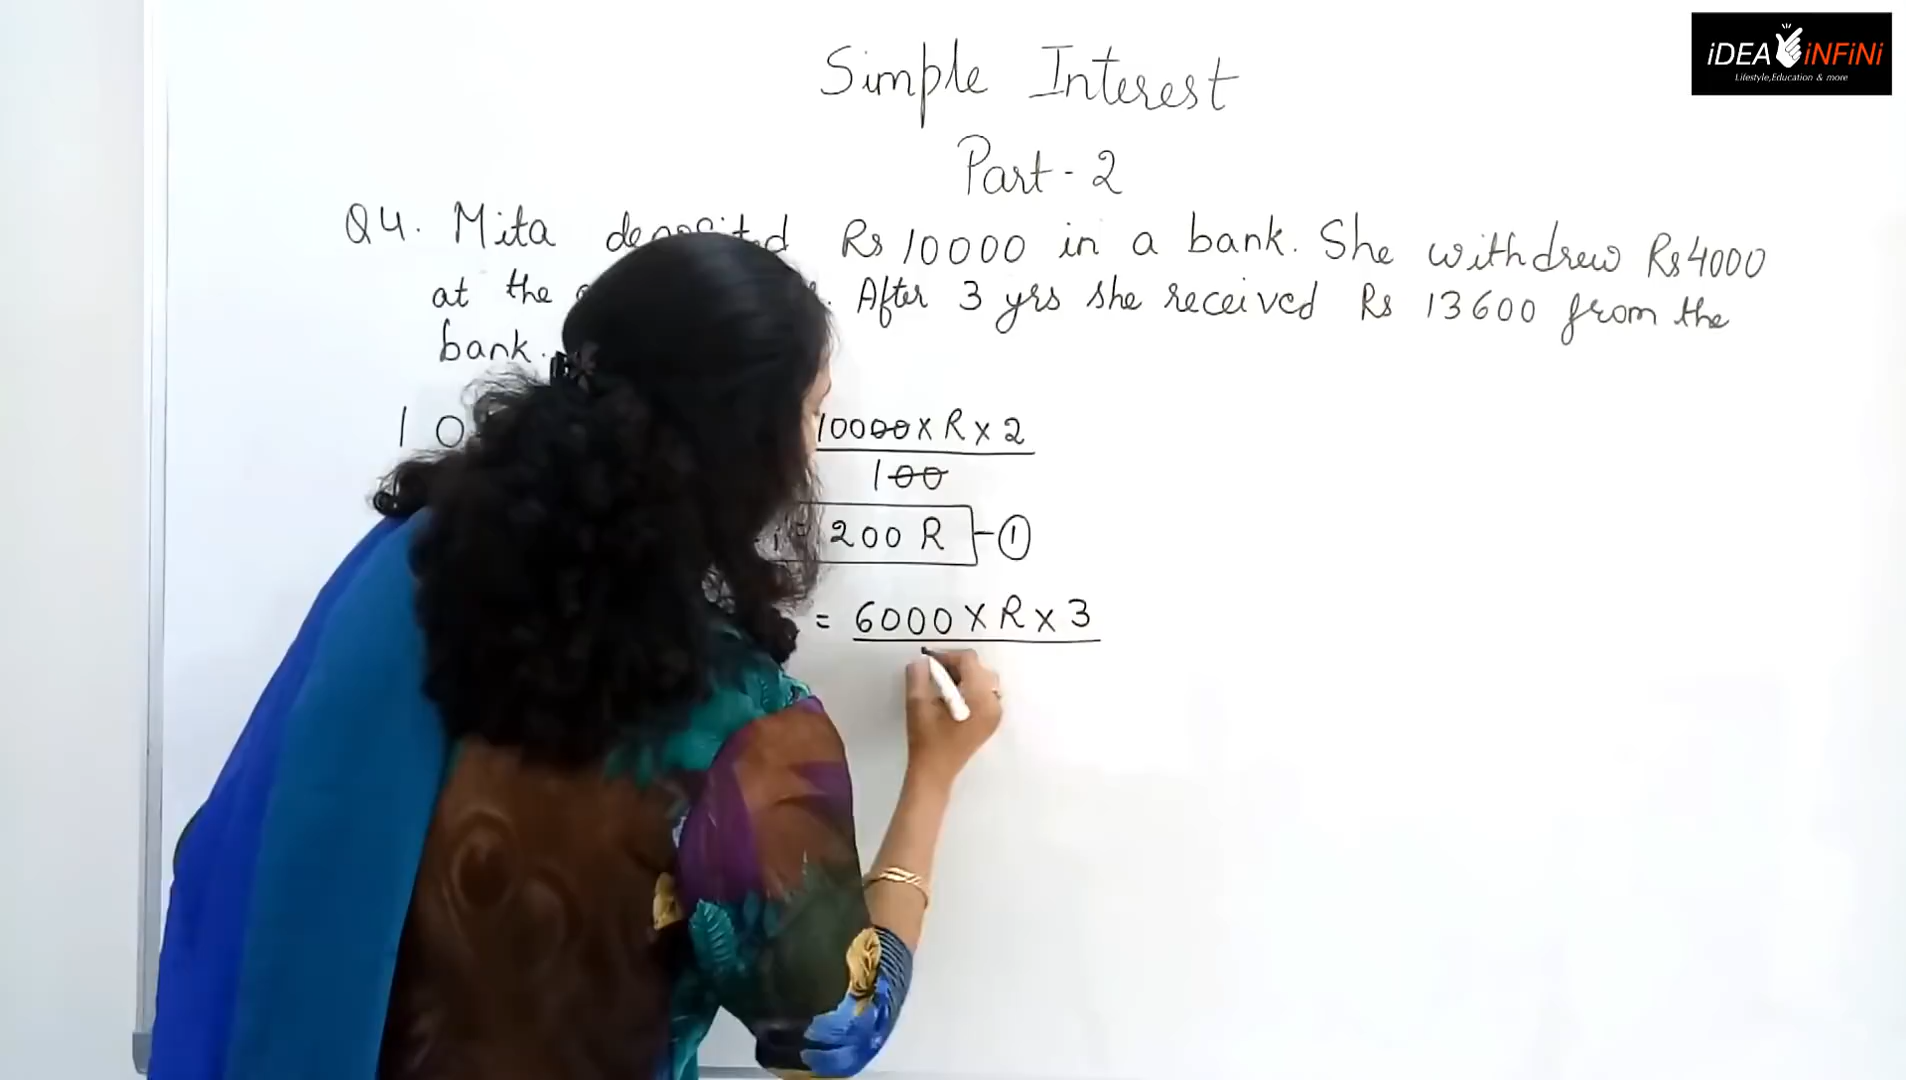 iDEA iNFiNi
Lifestyle,Education & more
Simple Interest
Part-2
Q4. Mita deposited Rs 10000 in a bank. She withdrew Rs 4000
at the After 3 yrs she received Rs 13600 from the
bank.
10 10000 x R x 2
100
200 R -①
= 6000 x R x 3